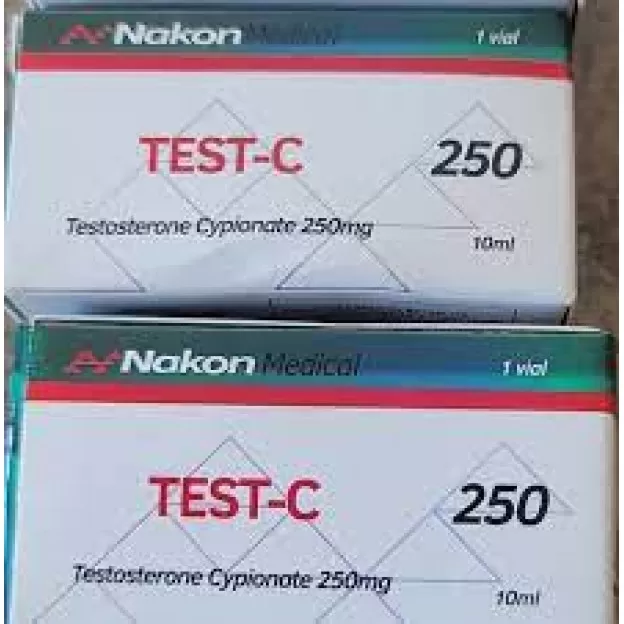 Nakon Medical 1 vial
TEST-C 250
Testosterone Cypionate 250mg
10ml
Nakon Medical 1 vial
TEST-C 250
Testosterone Cypionate 250mg
10ml